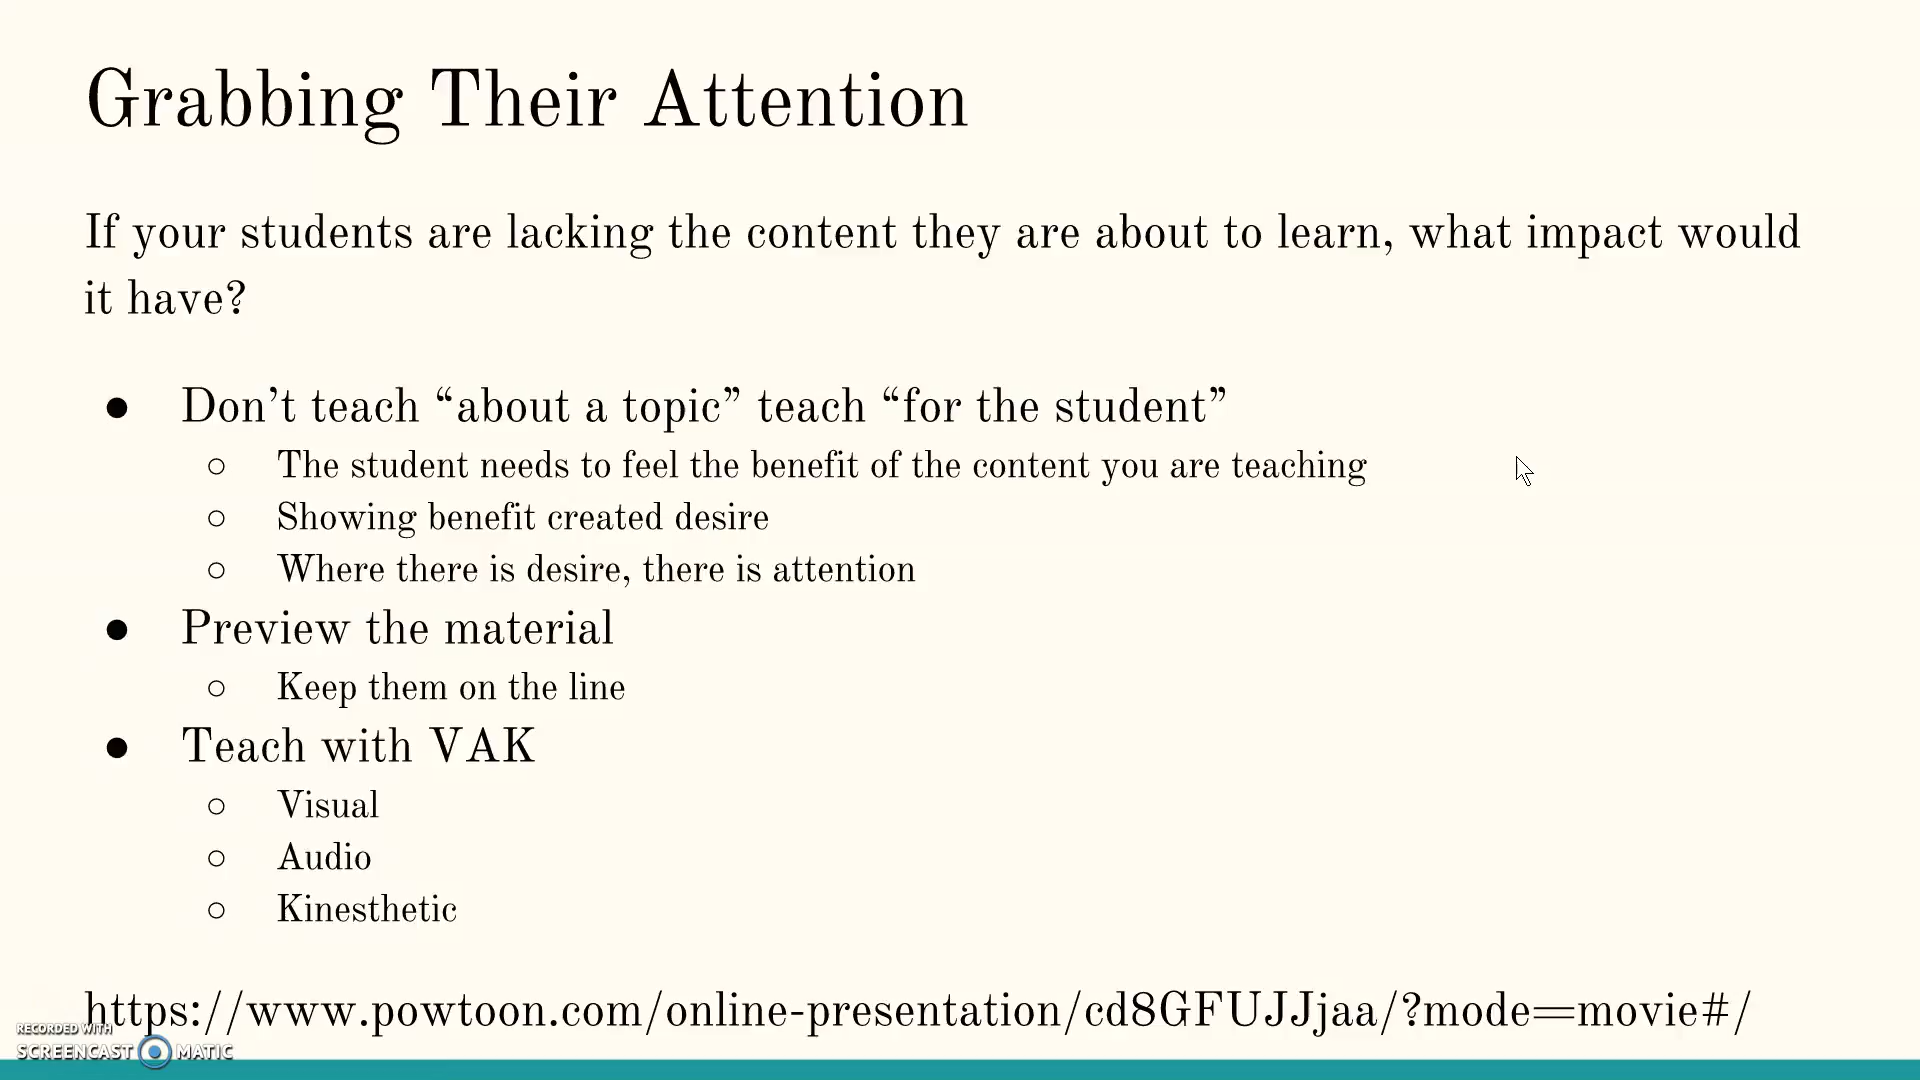 Grabbing Their Attention
If your students are lacking the content they are about to learn, what impact would
it have?
● Don’t teach “about a topic” teach “for the student”
○ The student needs to feel the benefit of the content you are teaching
○ Showing benefit created desire
○ Where there is desire, there is attention
● Preview the material
○ Keep them on the line
● Teach with VAK
○ Visual
○ Audio
○ Kinesthetic
https://www.powtoon.com/online-presentation/cd8GFUJJjaa/?mode=movie#/
RECORDED WITH
SCREENCAST MATIC